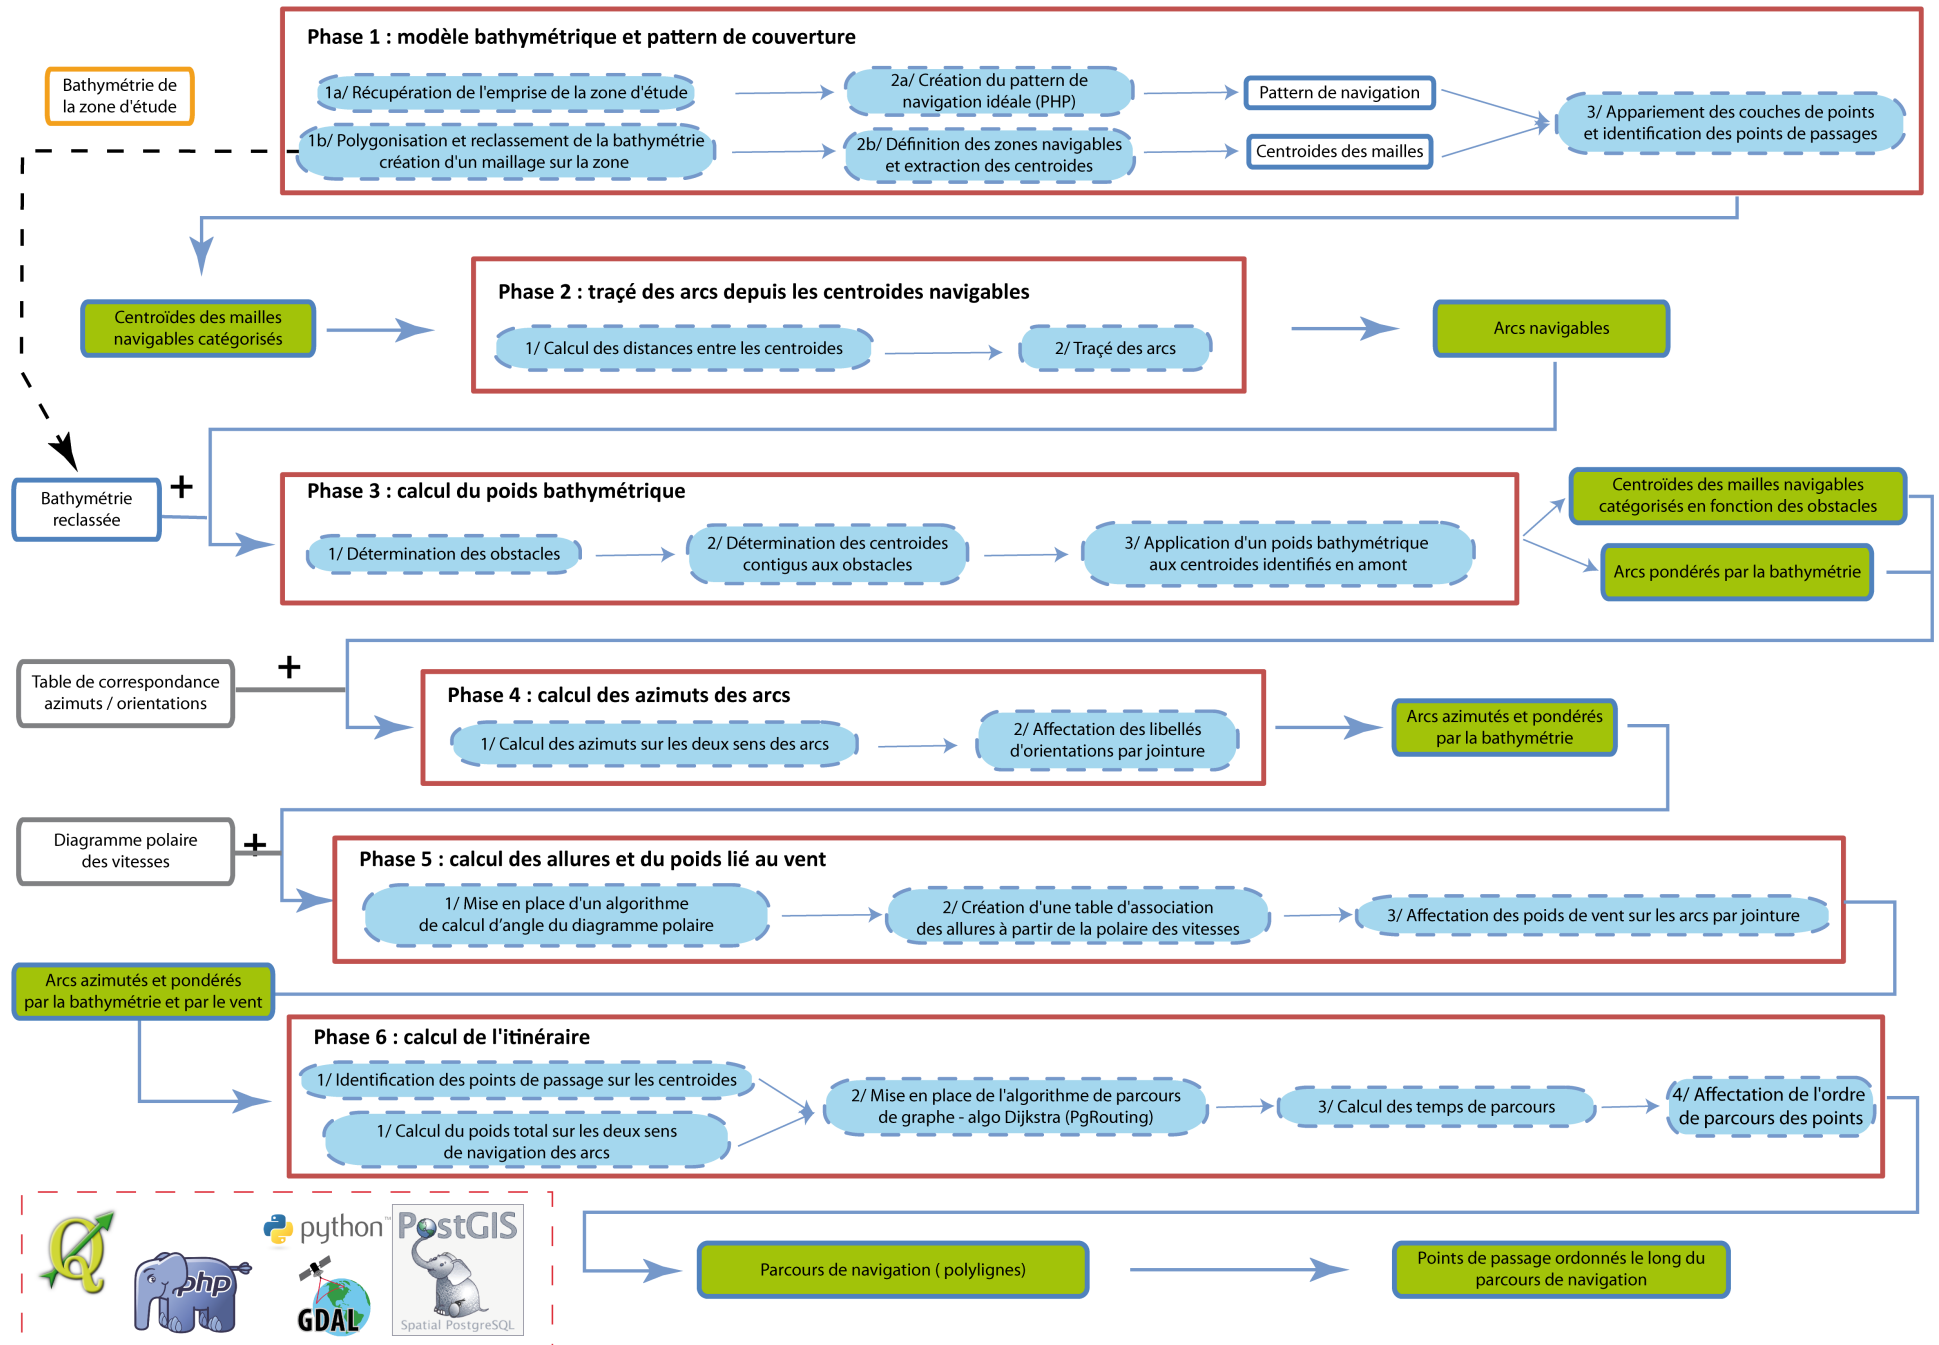 Phase 1 : modèle bathymétrique et pattern de couverture
Bathymétrie de
la zone d'étude
1a/ Récupération de l'emprise de la zone d'étude
2a/ Création du pattern de
navigation idéale (PHP)
Pattern de navigation
3/ Appariement des couches de points
et identification des points de passages
1b/ Polygonisation et reclassement de la bathymétrie
création d'un maillage sur la zone
2b/ Définition des zones navigables
et extraction des centroides
Centroides des mailles
Phase 2 : traçé des arcs depuis les centroides navigables
Centroïdes des mailles
navigables catégorisés
1/ Calcul des distances entre les centroides
2/ Traçé des arcs
Arcs navigables
Bathymétrie
reclassée
+
Phase 3 : calcul du poids bathymétrique
1/ Détermination des obstacles
2/ Détermination des centroides
contigus aux obstacles
3/ Application d'un poids bathymétrique
aux centroides identifiés en amont
Centroïdes des mailles navigables
catégorisés en fonction des obstacles
Arcs pondérés par la bathymétrie
Table de correspondance
azimuts / orientations
+
Phase 4 : calcul des azimuts des arcs
1/ Calcul des azimuts sur les deux sens des arcs
2/ Affectation des libellés
d'orientations par jointure
Arcs azimutés et pondérés
par la bathymétrie
Diagramme polaire
des vitesses
+
Phase 5 : calcul des allures et du poids lié au vent
1/ Mise en place d'un algorithme
de calcul d’angle du diagramme polaire
2/ Création d'une table d'association
des allures à partir de la polaire des vitesses
3/ Affectation des poids de vent sur les arcs par jointure
Arcs azimutés et pondérés
par la bathymétrie et par le vent
Phase 6 : calcul de l'itinéraire
1/ Identification des points de passage sur les centroides
1/ Calcul du poids total sur les deux sens
de navigation des arcs
2/ Mise en place de l'algorithme de parcours
de graphe - algo Dijkstra (PgRouting)
3/ Calcul des temps de parcours
4/ Affectation de l'ordre
de parcours des points
Q
php
python™
GDAL
PostGIS
Spatial PostgreSQL
Parcours de navigation ( polylignes)
Points de passage ordonnés le long du
parcours de navigation